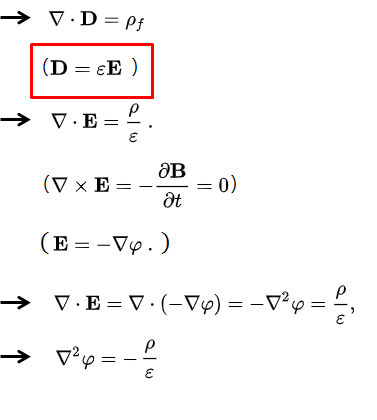 → ∇ · D = ρ_f
(D = εE )
→ ∇ · E = ρ/ε .
(∇ × E = −∂B/∂t = 0)
( E = −∇φ . )
→ ∇ · E = ∇ · (−∇φ) = −∇²φ = ρ/ε,
→ ∇²φ = − ρ/ε